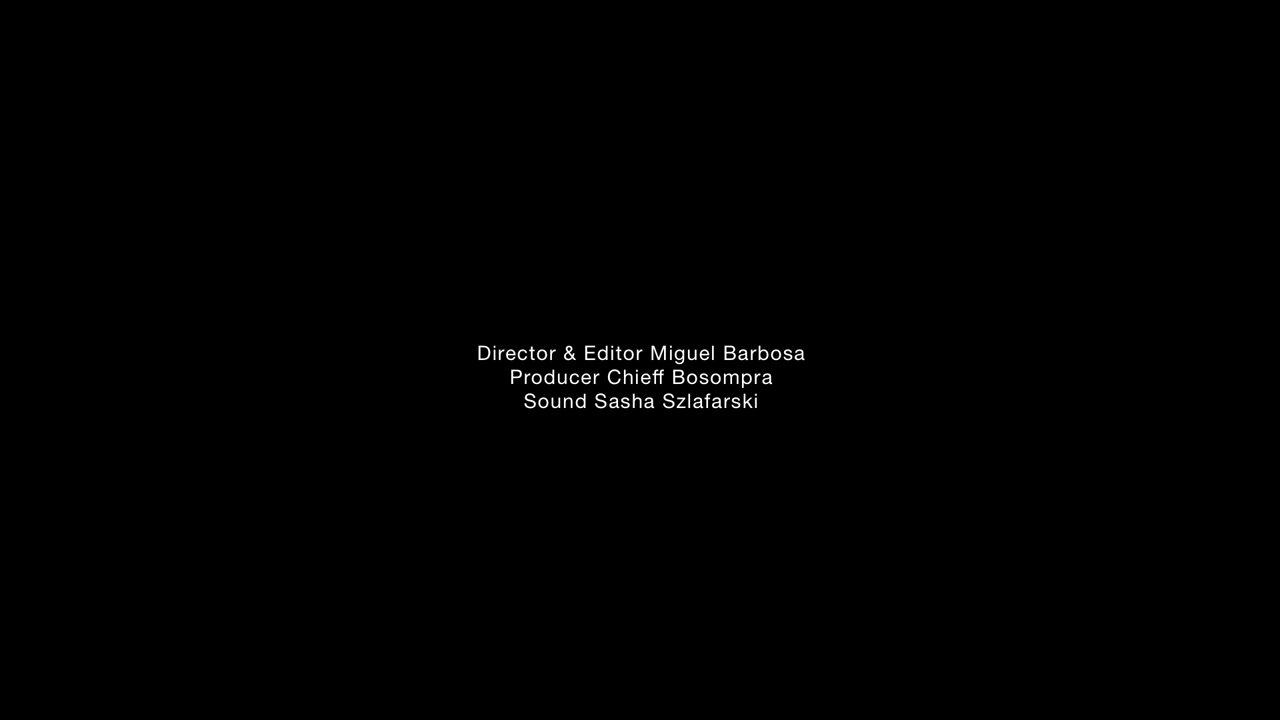 Director & Editor Miguel Barbosa
Producer Chieff Bosompra
Sound Sasha Szlafarski